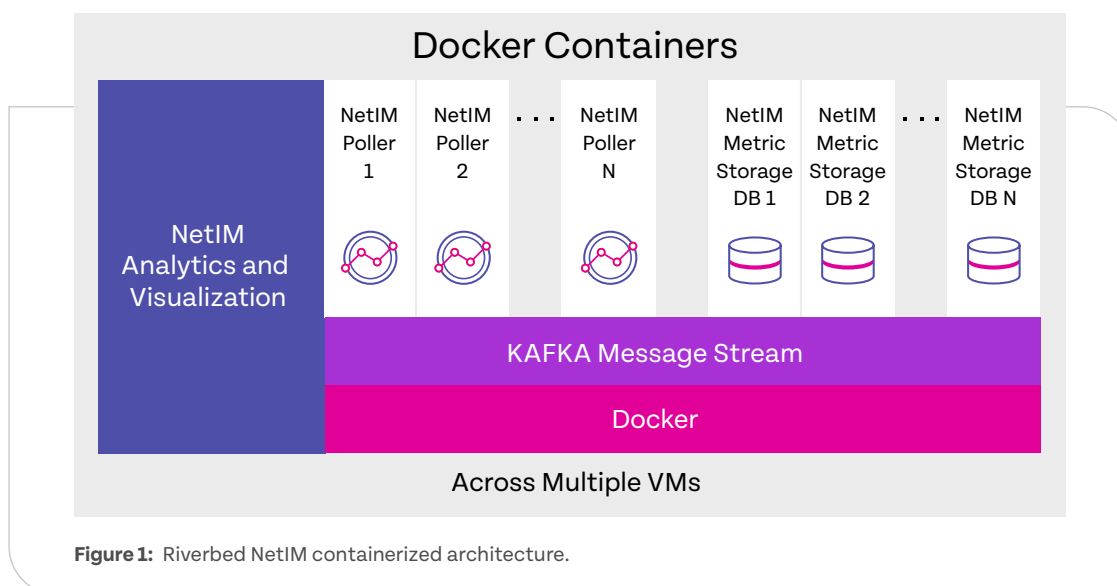 Docker Containers
NetIM
Analytics and
Visualization
NetIM
Poller
1
NetIM
Poller
2
. . .
NetIM
Poller
N
NetIM
Metric
Storage
DB 1
NetIM
Metric
Storage
DB 2
. . .
NetIM
Metric
Storage
DB N
KAFKA Message Stream
Docker
Across Multiple VMs
Figure 1: Riverbed NetIM containerized architecture.